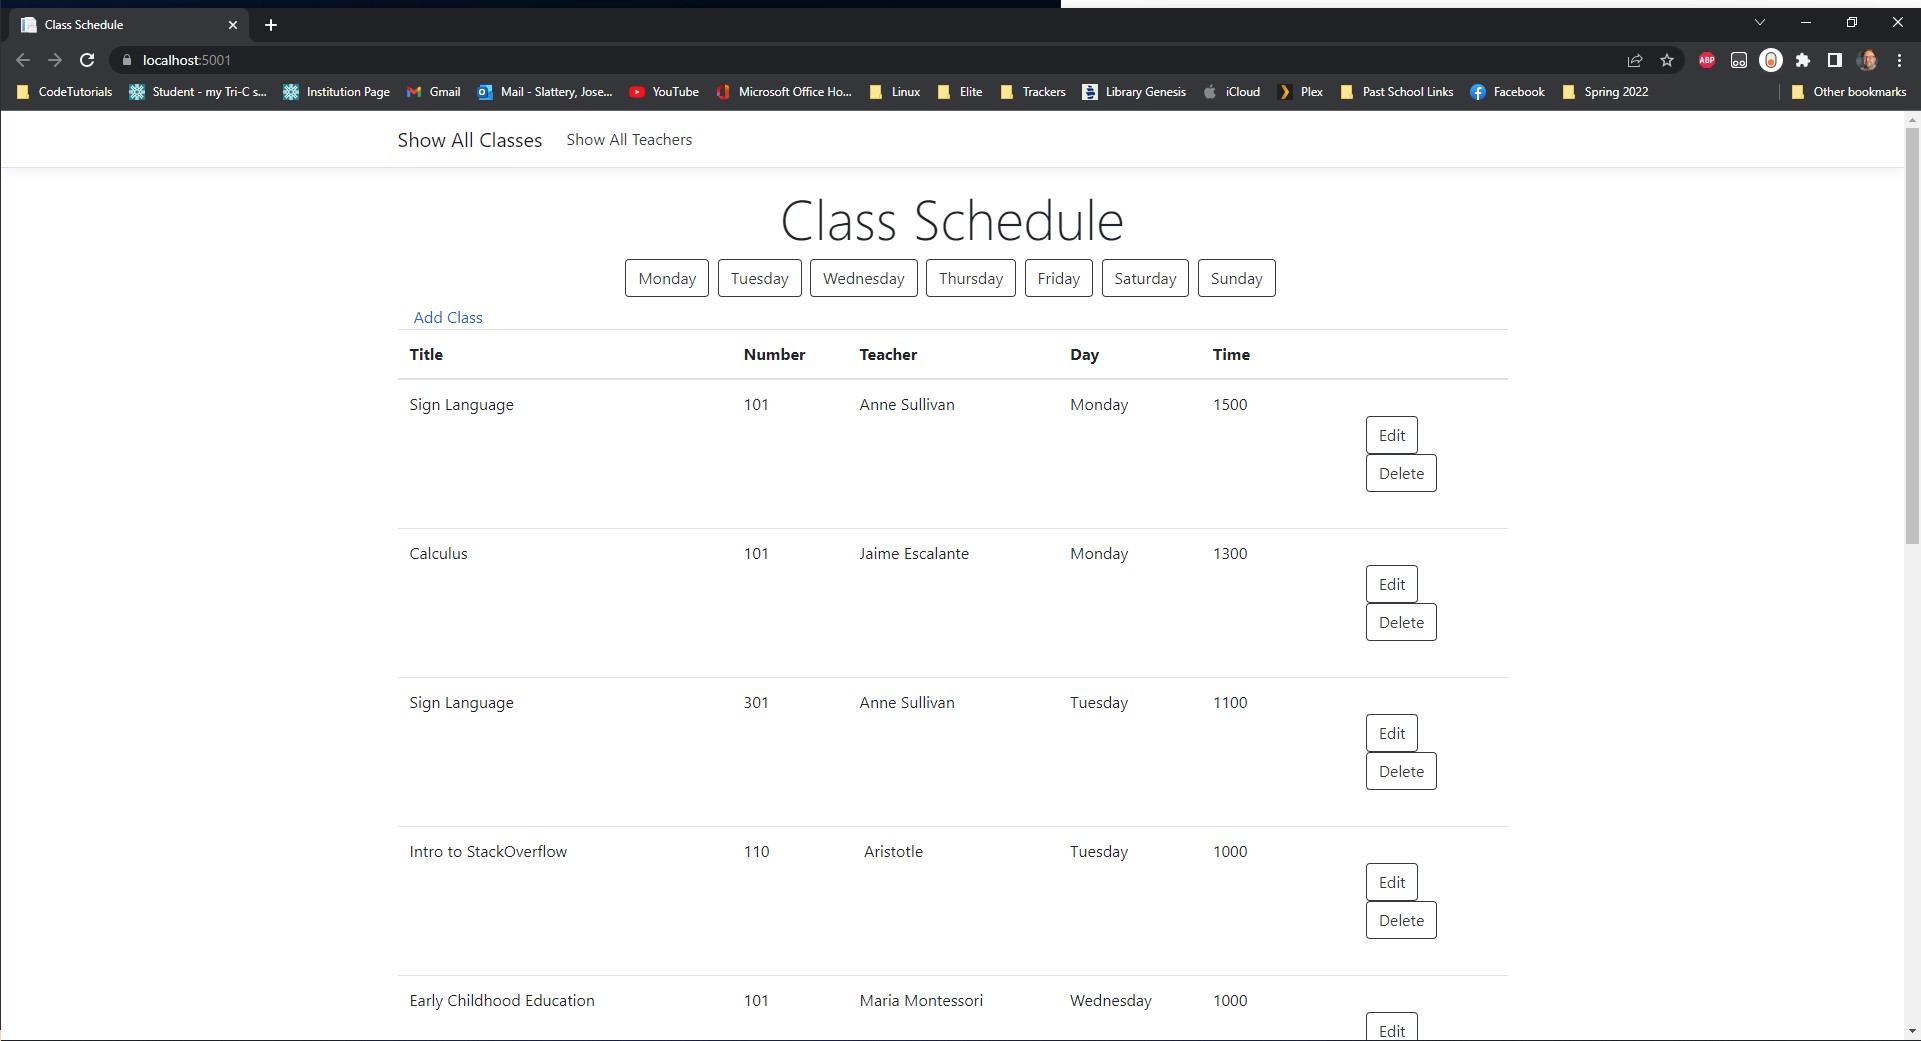 Class Schedule
localhost:5001
ABP
CodeTutorials Student - my Tri-C s... Institution Page Gmail Mail - Slattery, Jose... YouTube Microsoft Office Ho... Linux Elite Trackers Library Genesis iCloud Plex Past School Links Facebook Spring 2022 Other bookmarks
Show All Classes Show All Teachers
Class Schedule
Monday Tuesday Wednesday Thursday Friday Saturday Sunday
Add Class
Title Number Teacher Day Time
Sign Language 101 Anne Sullivan Monday 1500
Edit
Delete
Calculus 101 Jaime Escalante Monday 1300
Edit
Delete
Sign Language 301 Anne Sullivan Tuesday 1100
Edit
Delete
Intro to StackOverflow 110 Aristotle Tuesday 1000
Edit
Delete
Early Childhood Education 101 Maria Montessori Wednesday 1000
Edit